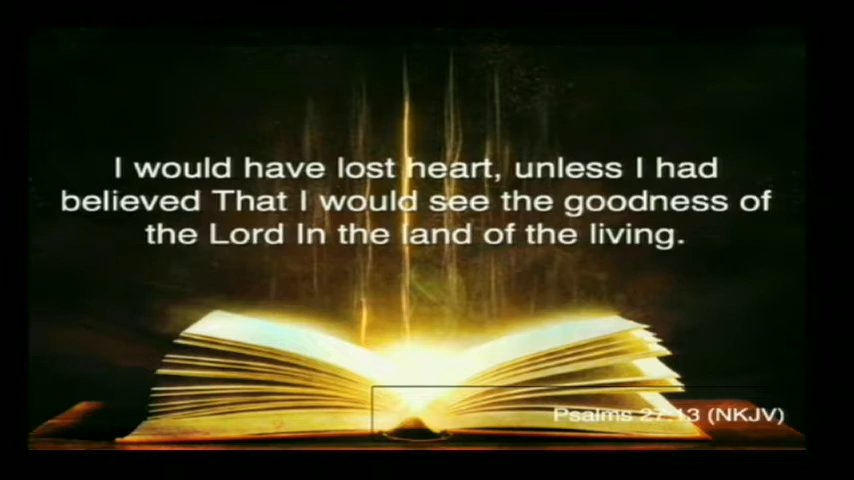 I would have lost heart, unless I had
believed That I would see the goodness of
the Lord In the land of the living.
Psalms 27:13 (NKJV)